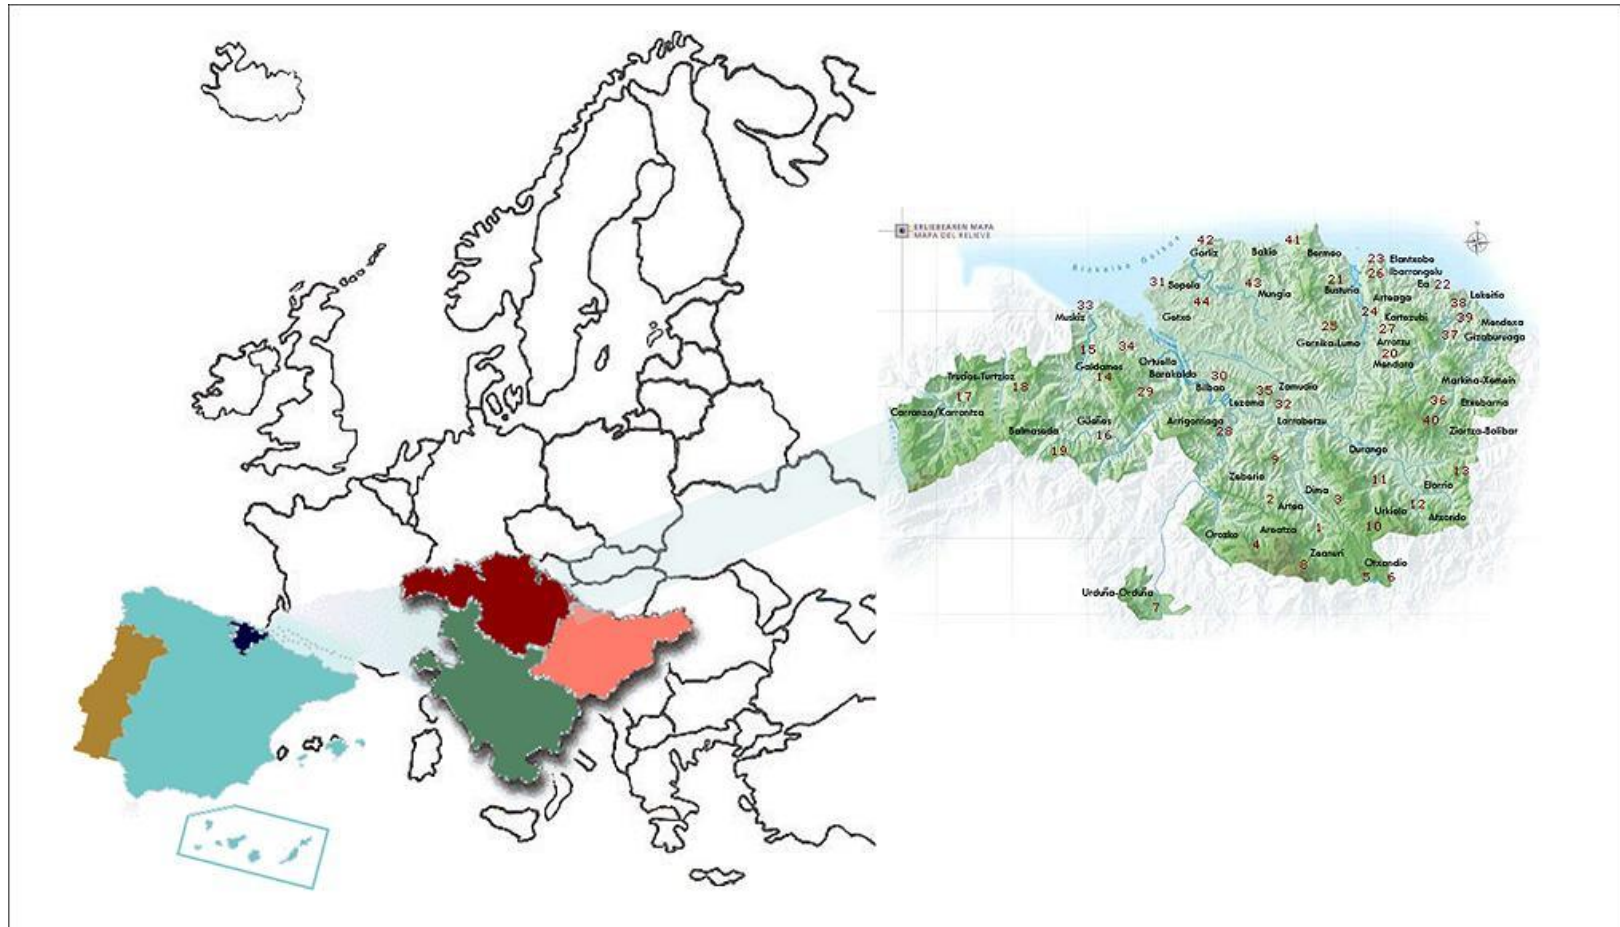 ERLIEBEAREN MAPA
MAPA DEL RELIEVE
N
Bizkaiko Golkoa
42
41
Gorliz
Bakio
Bermeo
23
Elantxobe
26
Ibarrangelu
31
Sopela
43
Mungia
21
Busturia
Ea
22
Arteaga
Lekeitio
33
44
38
Muskiz
Getxo
24
Kortezubi
39
Mendexa
25
27
37
Gizaburuaga
Gernika-Lumo
Arratzu
15
34
20
Galdames
Ortuella
Mendata
Trucios-Turtzioz
18
14
Barakaldo
30
Markina-Xemein
17
29
Bilbao
35
Zamudio
36
Etxebarria
Lezama
32
Carranza/Karrantza
Güeñes
Arrigorriaga
Larrabetzu
40
Ziortza-Bolibar
Balmaseda
16
28
19
Durango
9
13
Zeberio
11
Elorrio
Dima
2
Artea
3
Urkiola
12
Atxondo
Areatza
1
10
Orozko
4
Zeanuri
8
Otxandio
5
6
Urduña-Orduña
7